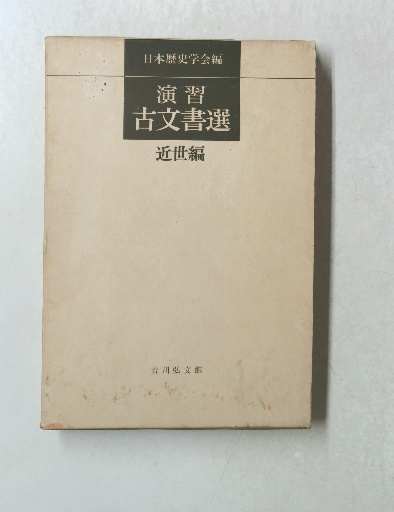 日本歴史学会編
演習
古文書選
近世編
吉川弘文館